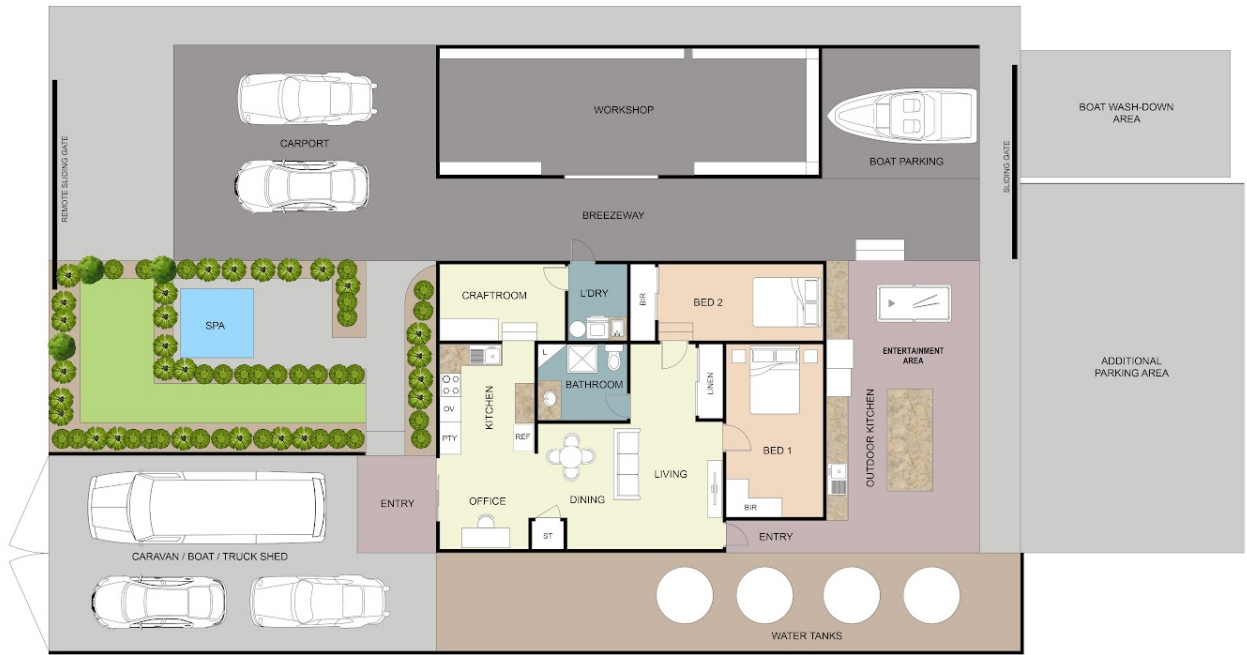 WORKSHOP
BOAT WASH-DOWN
AREA
CARPORT
BOAT PARKING
REMOTE SLIDING GATE
SLIDING GATE
BREEZEWAY
CRAFTROOM
L'DRY
BIR
BED 2
SPA
ENTERTAINMENT
AREA
ADDITIONAL
PARKING AREA
L
BATHROOM
LINEN
KITCHEN
OV
PTY
REF
OUTDOOR KITCHEN
BED 1
LIVING
DINING
OFFICE
ENTRY
BIR
ST
ENTRY
CARAVAN / BOAT / TRUCK SHED
WATER TANKS